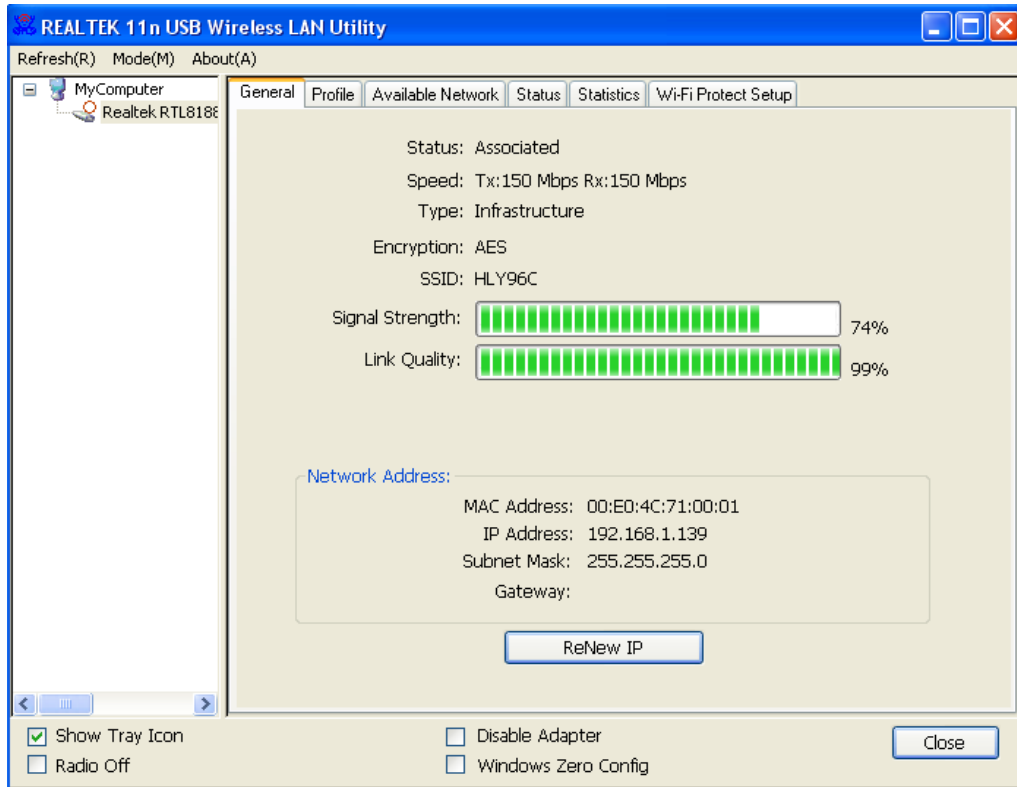 REALTEK 11n USB Wireless LAN Utility
Refresh(R) Mode(M) About(A)
MyComputer
Realtek RTL8188
General Profile Available Network Status Statistics Wi-Fi Protect Setup
Status: Associated
Speed: Tx:150 Mbps Rx:150 Mbps
Type: Infrastructure
Encryption: AES
SSID: HLY96C
Signal Strength: 74%
Link Quality: 99%
Network Address:
MAC Address: 00:E0:4C:71:00:01
IP Address: 192.168.1.139
Subnet Mask: 255.255.255.0
Gateway:
ReNew IP
Show Tray Icon Disable Adapter
Radio Off Windows Zero Config
Close